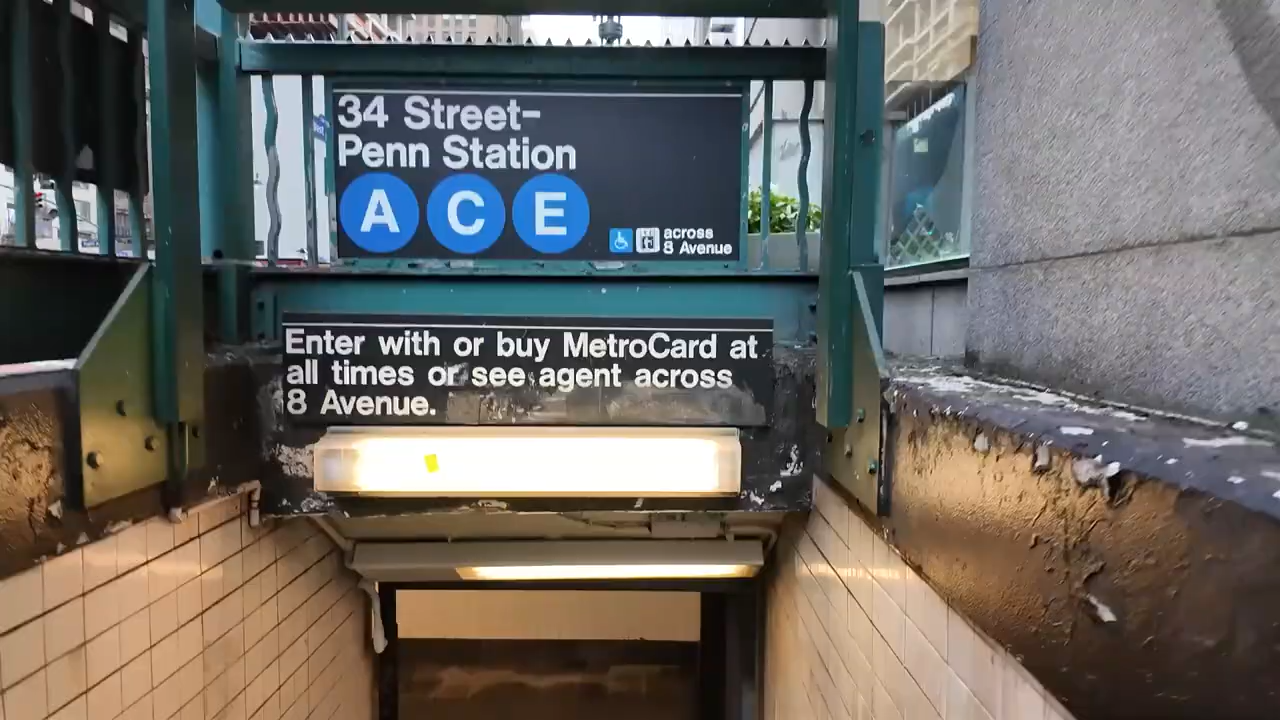 34 Street-
Penn Station
A C E
across
8 Avenue
Enter with or buy MetroCard at
all times or see agent across
8 Avenue.